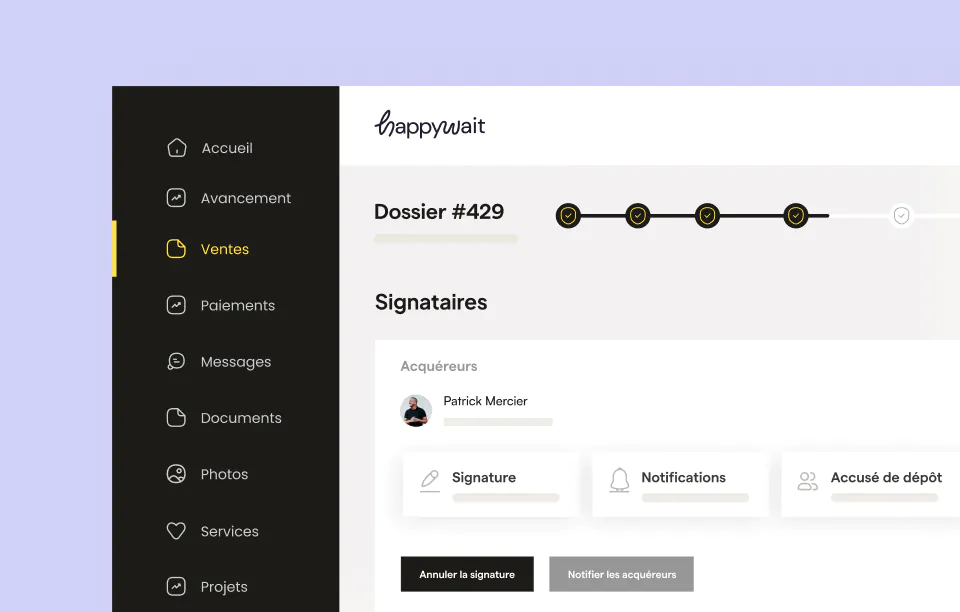 happywait
Accueil
Avancement
Ventes
Paiements
Messages
Documents
Photos
Services
Projets
Dossier #429
Signataires
Acquéreurs
Patrick Mercier
Signature
Notifications
Accusé de dépôt
Annuler la signature
Notifier les acquéreurs